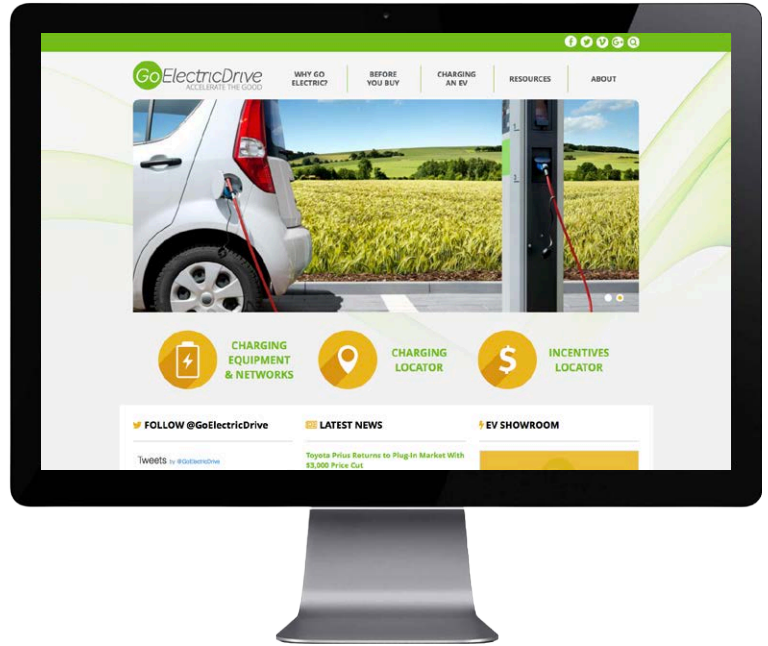 GoElectricDrive
ACCELERATE THE GOOD
WHY GO
ELECTRIC?
BEFORE
YOU BUY
CHARGING
AN EV
RESOURCES
ABOUT
CHARGING
EQUIPMENT
& NETWORKS
CHARGING
LOCATOR
$
INCENTIVES
LOCATOR
FOLLOW @GoElectricDrive
Tweets by @GoElectricDrive
LATEST NEWS
Toyota Prius Returns to Plug-In Market With
$3,000 Price Cut
EV SHOWROOM